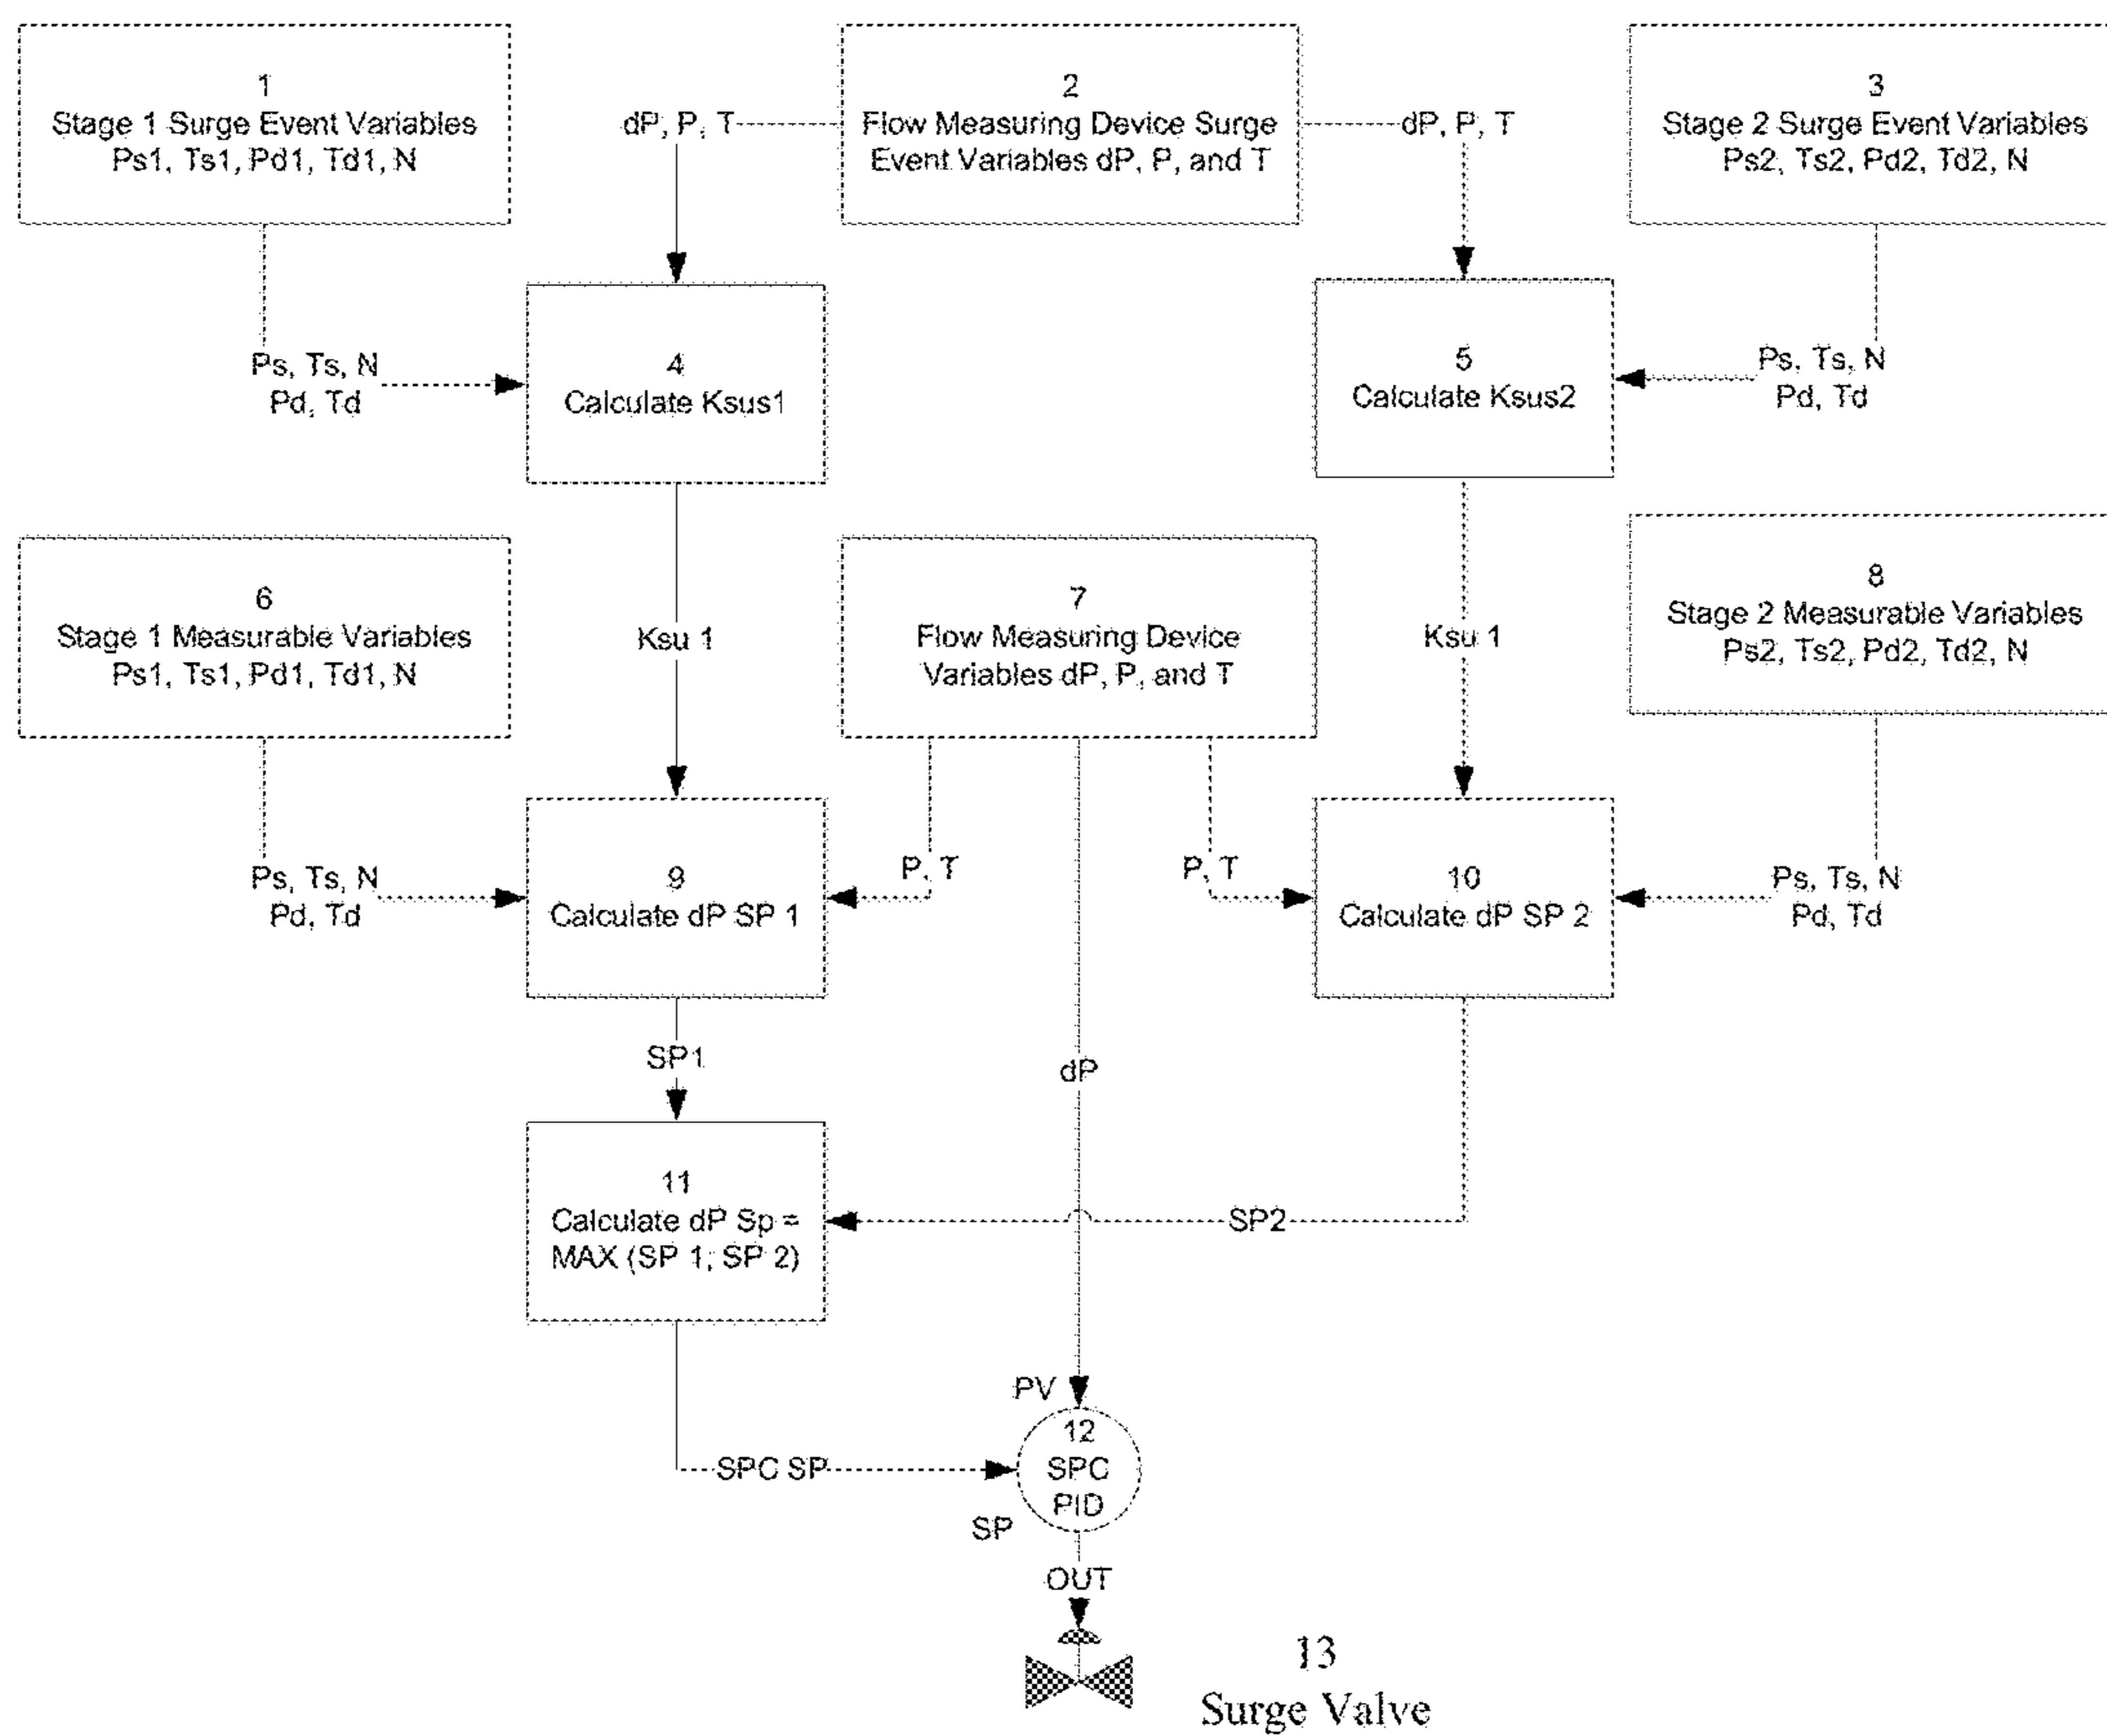 1
Stage 1 Surge Event Variables
Ps1, Ts1, Pd1, Td1, N
dP, P, T
2
Flow Measuring Device Surge
Event Variables dP, P, and T
dP, P, T
3
Stage 2 Surge Event Variables
Ps2, Ts2, Pd2, Td2, N
Ps, Ts, N
Pd, Td
4
Calculate Ksus1
5
Calculate Ksus2
Ps, Ts, N
Pd, Td
6
Stage 1 Measurable Variables
Ps1, Ts1, Pd1, Td1, N
Ksu 1
7
Flow Measuring Device
Variables dP, P, and T
Ksu 1
8
Stage 2 Measurable Variables
Ps2, Ts2, Pd2, Td2, N
Ps, Ts, N
Pd, Td
9
Calculate dP SP 1
P, T
P, T
10
Calculate dP SP 2
Ps, Ts, N
Pd, Td
SP1
dP
11
Calculate dP Sp =
MAX (SP 1; SP 2)
SP2
PV
SPC SP
12
SPC
PID
SP
OUT
13
Surge Valve